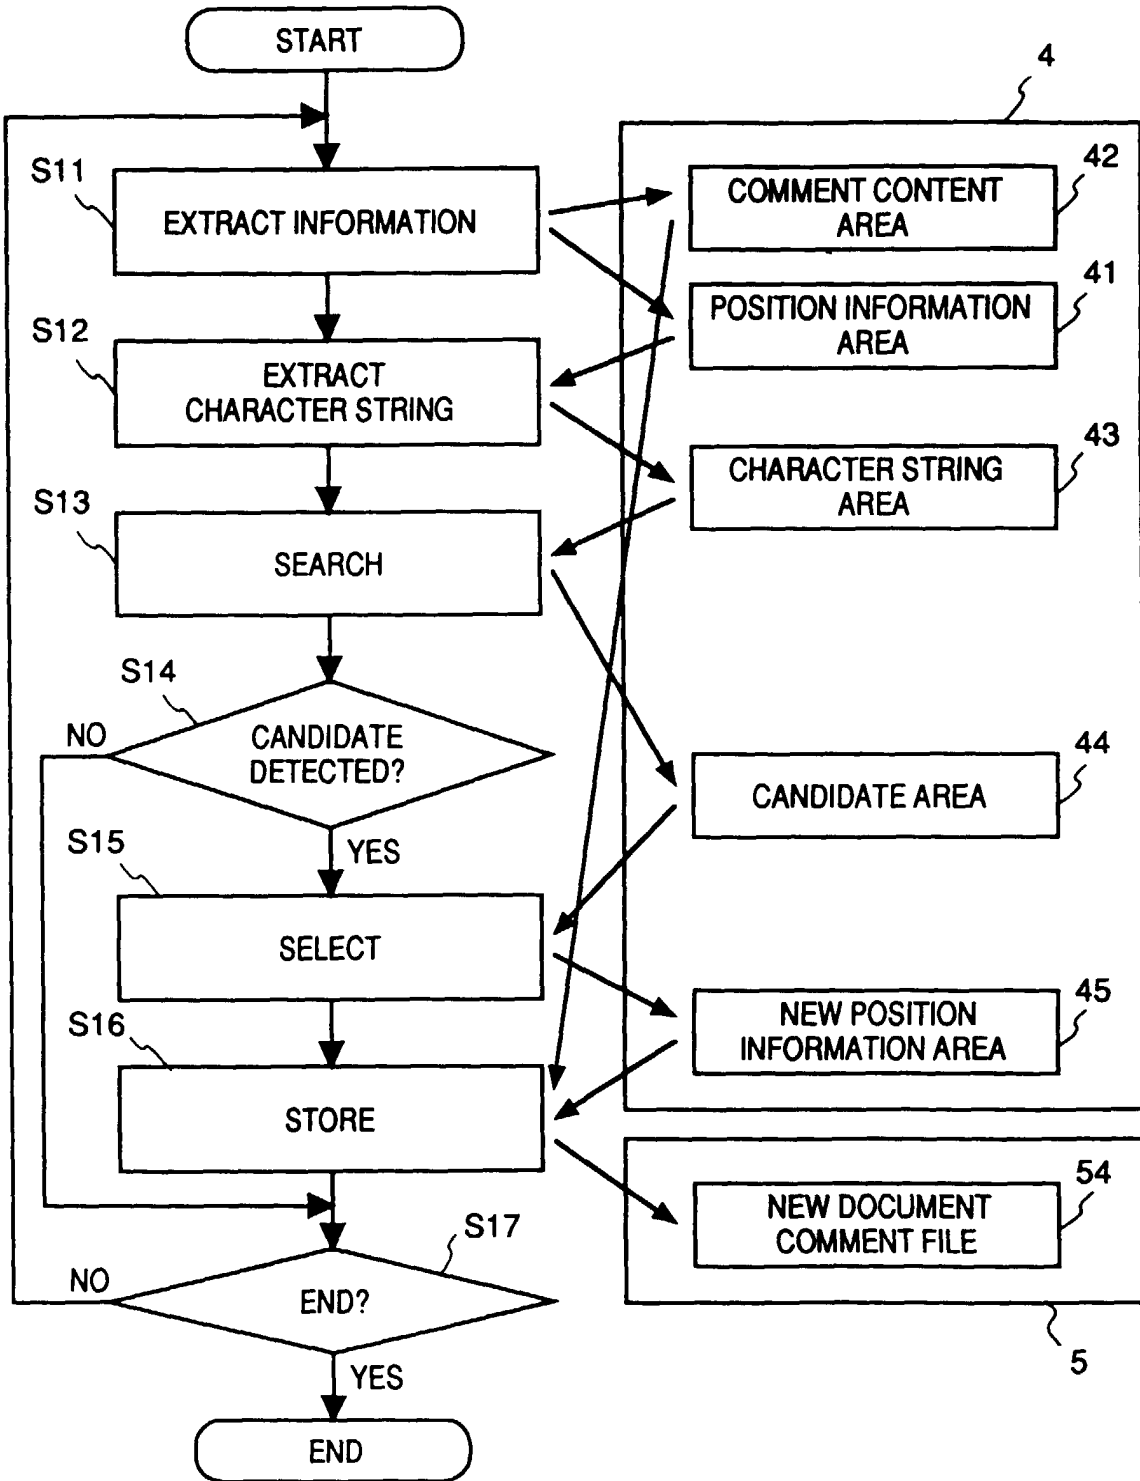 START
4
S11
EXTRACT INFORMATION
42
COMMENT CONTENT
AREA
41
POSITION INFORMATION
AREA
S12
EXTRACT
CHARACTER STRING
43
CHARACTER STRING
AREA
S13
SEARCH
S14
NO
CANDIDATE
DETECTED?
44
CANDIDATE AREA
YES
S15
SELECT
45
NEW POSITION
INFORMATION AREA
S16
STORE
54
NEW DOCUMENT
COMMENT FILE
S17
NO
END?
5
YES
END